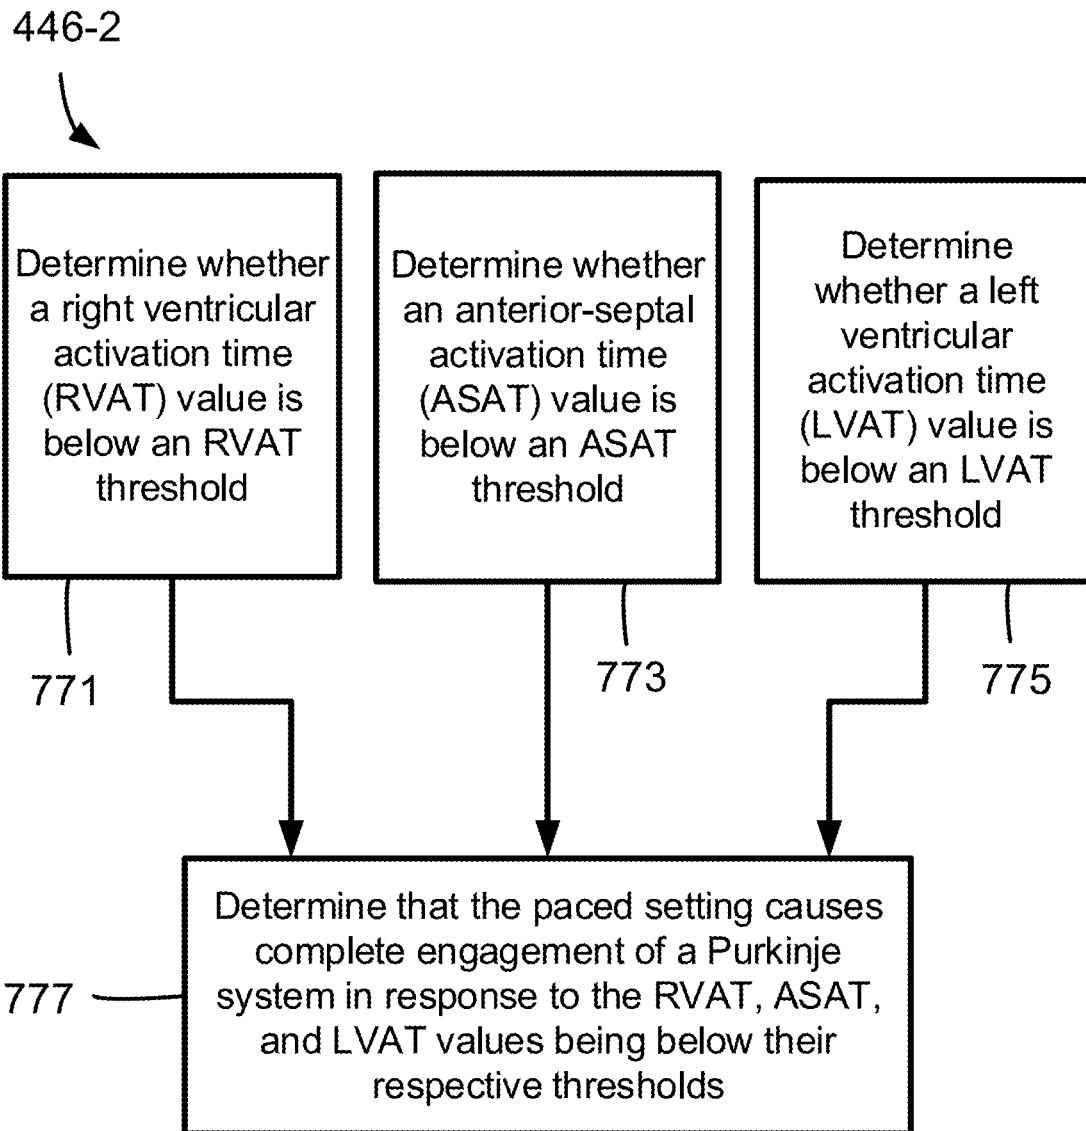 446-2
Determine whether
a right ventricular
activation time
(RVAT) value is
below an RVAT
threshold
Determine whether
an anterior-septal
activation time
(ASAT) value is
below an ASAT
threshold
Determine
whether a left
ventricular
activation time
(LVAT) value is
below an LVAT
threshold
771
773
775
Determine that the paced setting causes
complete engagement of a Purkinje
system in response to the RVAT, ASAT,
and LVAT values being below their
respective thresholds
777